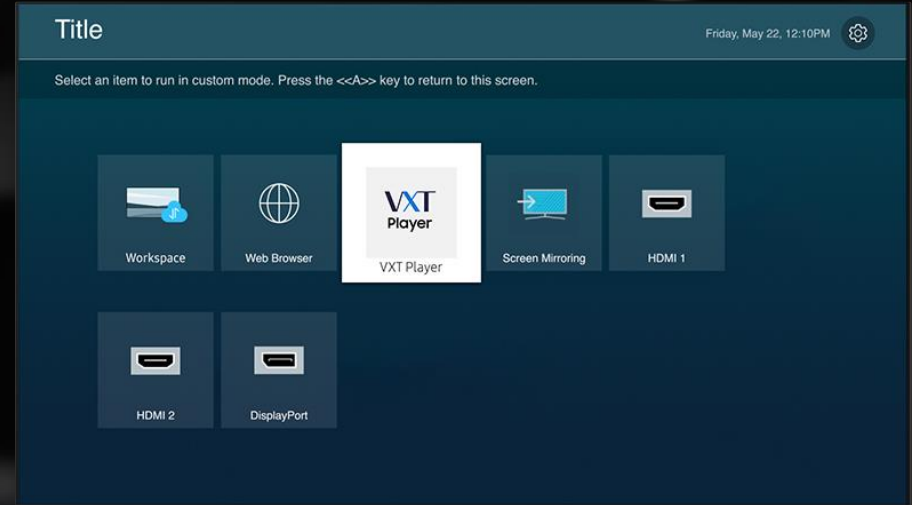 Title
Friday, May 22, 12:10PM
Select an item to run in custom mode. Press the <<A>> key to return to this screen.
VXT
Player
Workspace
Web Browser
VXT Player
Screen Mirroring
HDMI 1
HDMI 2
DisplayPort